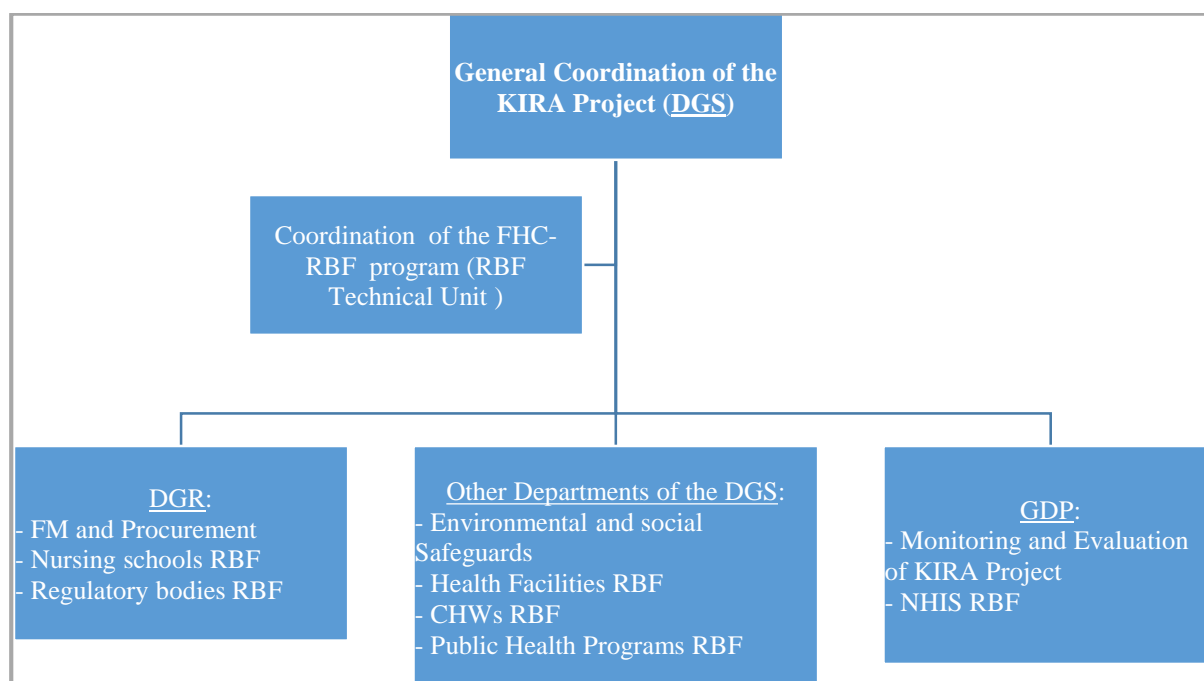 General Coordination of the
KIRA Project (DGS)
Coordination of the FHC-
RBF program (RBF
Technical Unit )
DGR:
- FM and Procurement
- Nursing schools RBF
- Regulatory bodies RBF
Other Departments of the DGS:
- Environmental and social
Safeguards
- Health Facilities RBF
- CHWs RBF
- Public Health Programs RBF
GDP:
- Monitoring and Evaluation
of KIRA Project
- NHIS RBF